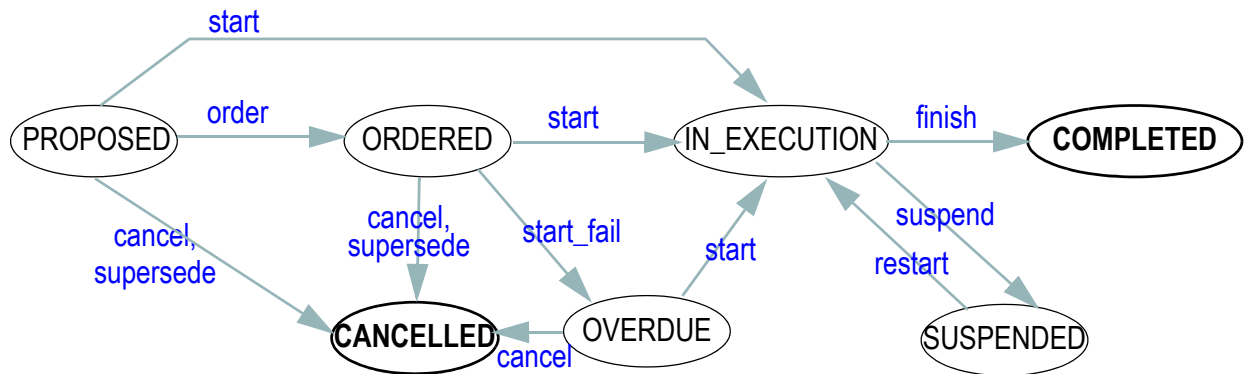 start
order
PROPOSED
ORDERED
start
IN_EXECUTION
finish
COMPLETED
cancel,
supersede
cancel,
supersede
start_fail
start
suspend
restart
CANCELLED
cancel
OVERDUE
SUSPENDED